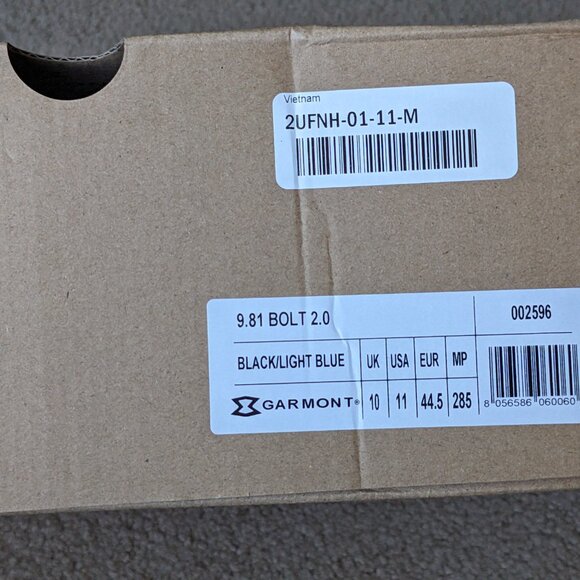 Vietnam
2UFNH-01-11-M
9.81 BOLT 2.0
002596
BLACK/LIGHT BLUE UK USA EUR MP
GARMONT® 10 11 44.5 285
8 056586 060060